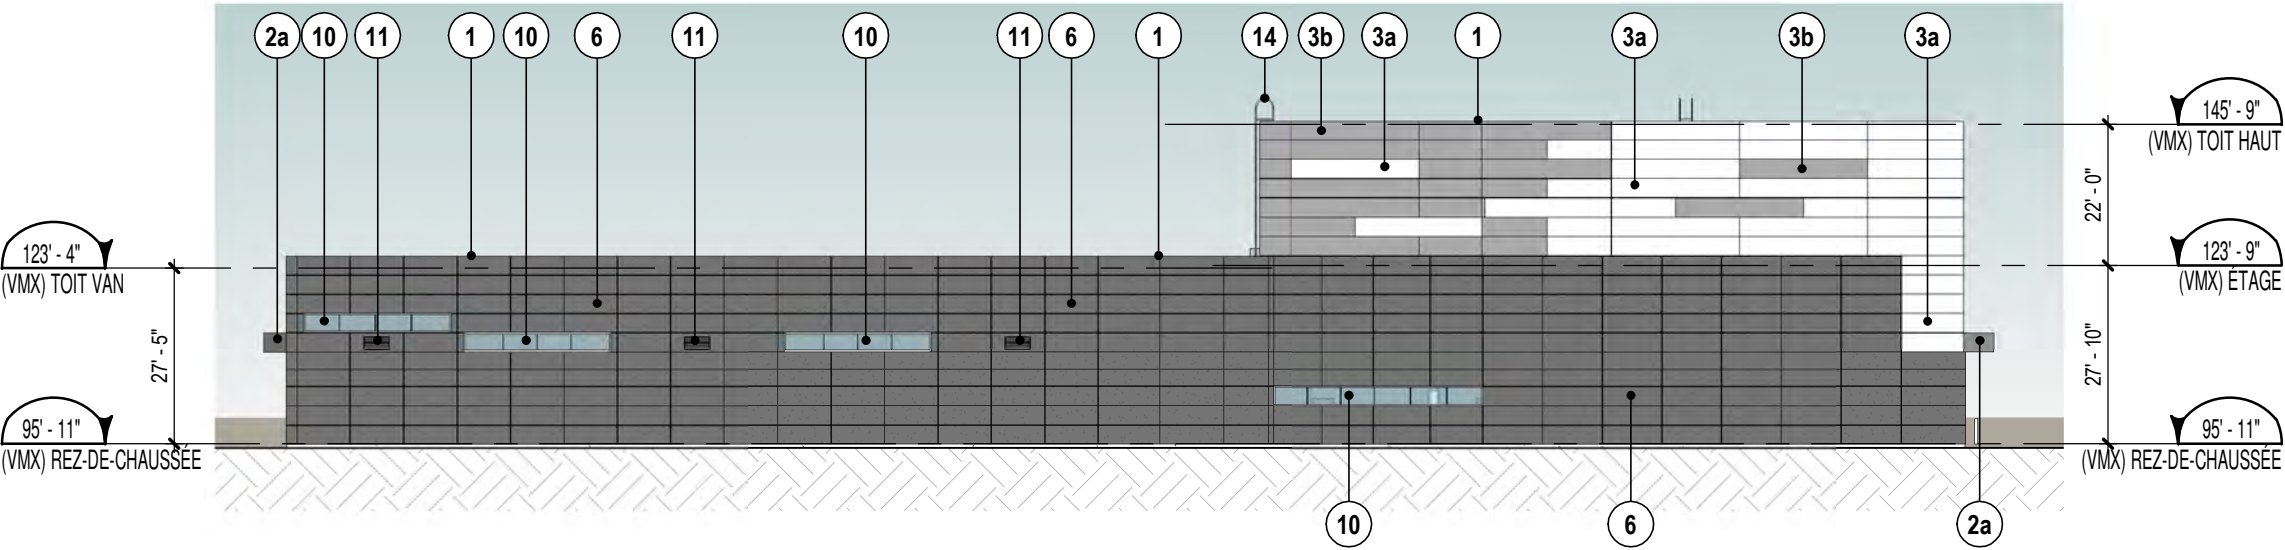 2a 10 11 1 10 6 11 10 11 6 1 14 3b 3a 1 3a 3b 3a
145' - 9"
(VMX) TOIT HAUT
22' - 0"
123' - 4"
(VMX) TOIT VAN
123' - 9"
(VMX) ÉTAGE
27' - 5"
27' - 10"
95' - 11"
(VMX) REZ-DE-CHAUSSÉE
95' - 11"
(VMX) REZ-DE-CHAUSSÉE
10 6 2a